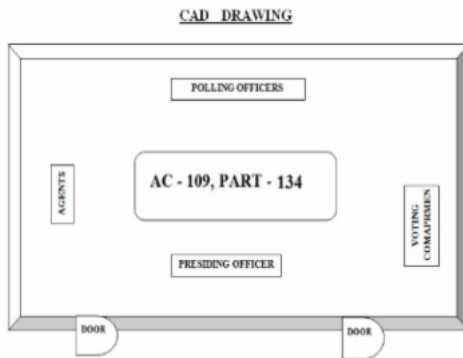 CAD DRAWING
POLLING OFFICERS
AGENTS
AC - 109, PART - 134
VOTING
COMAPRMEN
PRESIDING OFFICER
DOOR
DOOR